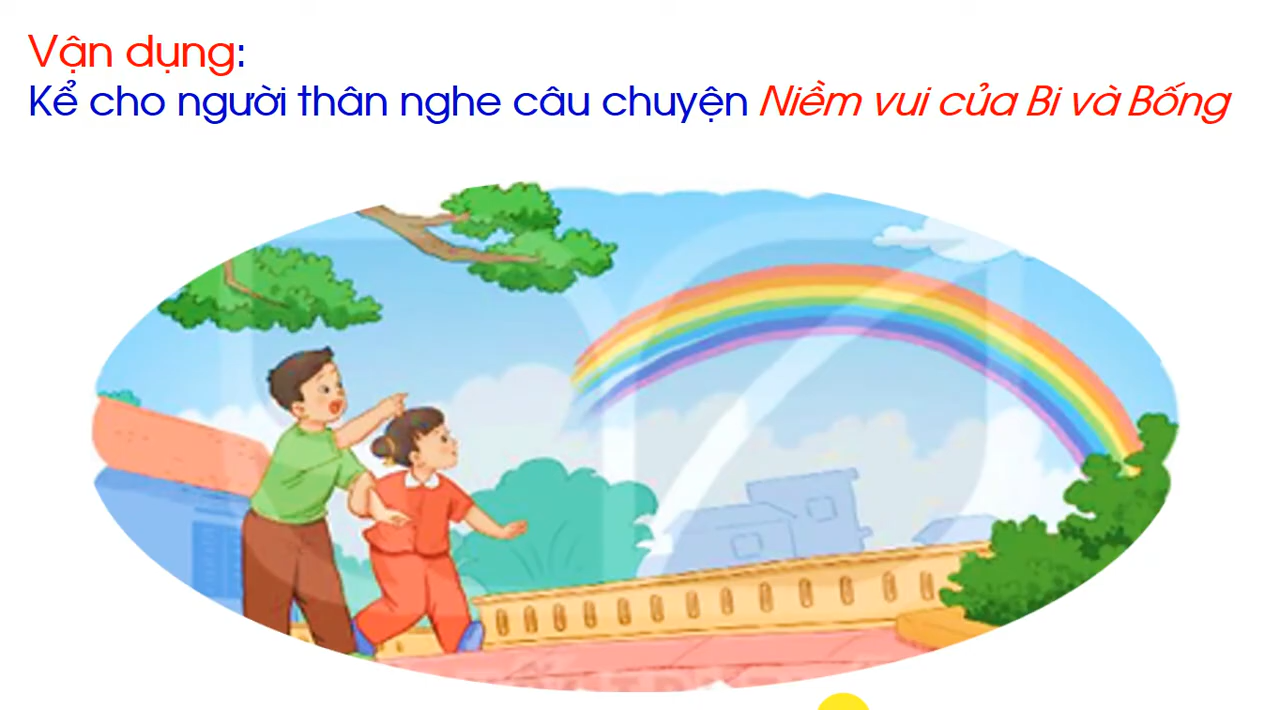 Vận dụng:
Kể cho người thân nghe câu chuyện Niềm vui của Bi và Bống